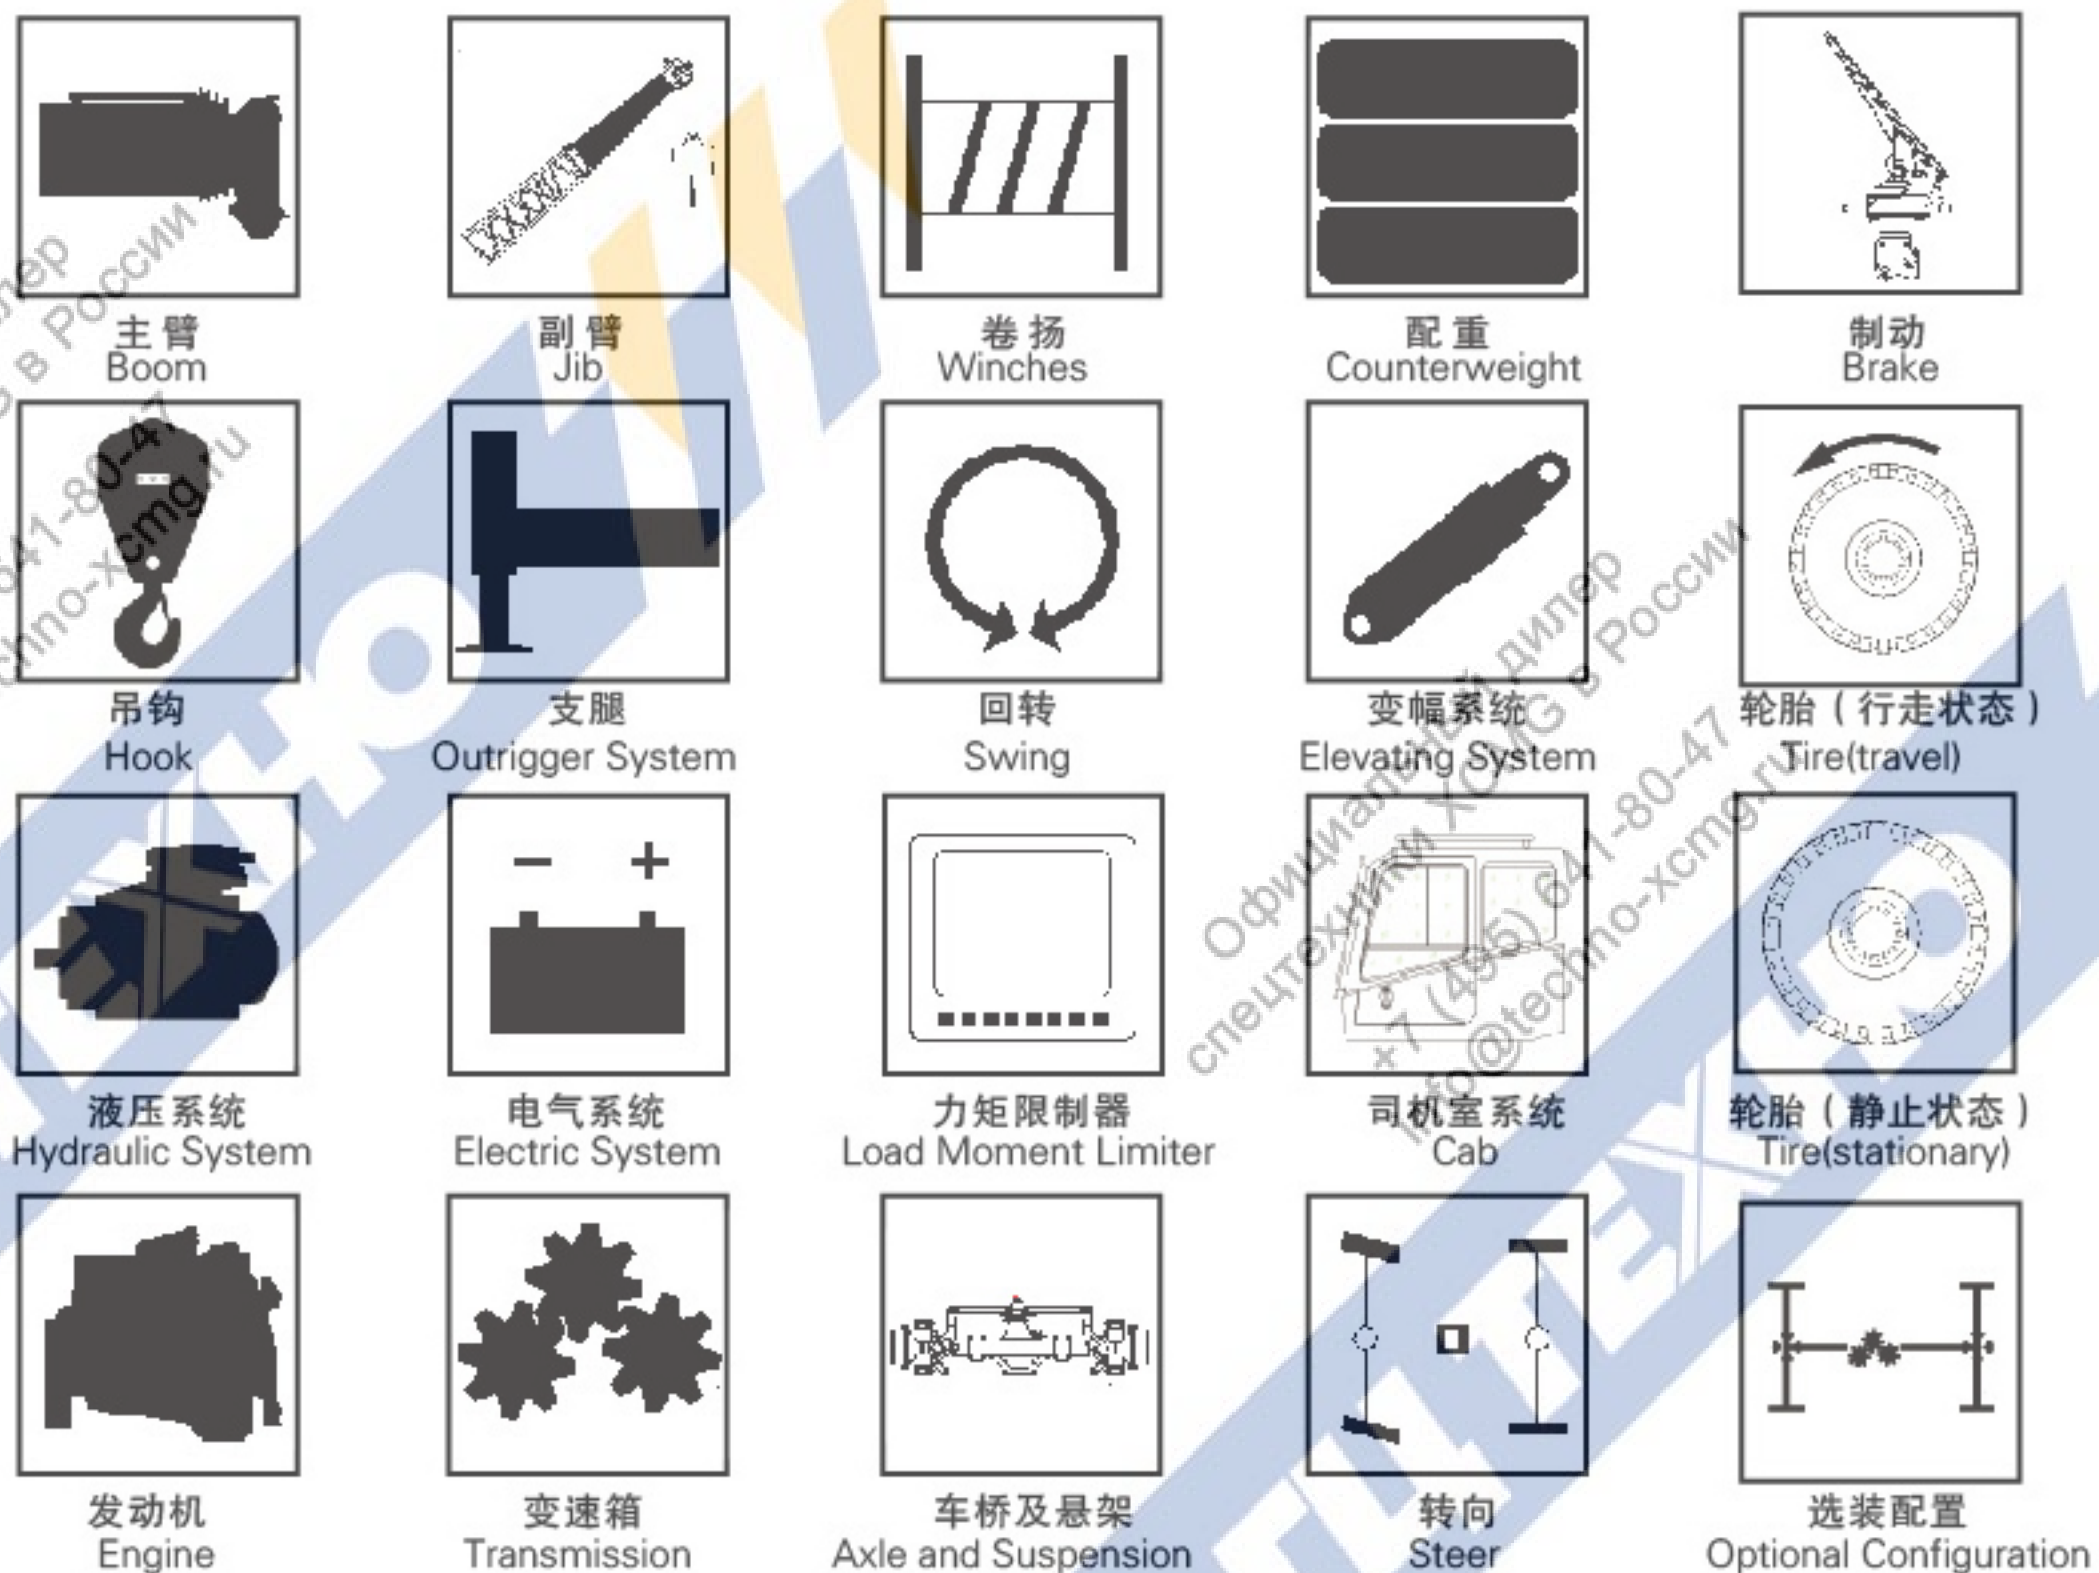 主臂 副臂 卷扬 配重 制动
Boom Jib Winches Counterweight Brake
吊钩 支腿 回转 变幅系统 轮胎（行走状态）
Hook Outrigger System Swing Elevating System Tire(travel)
液压系统 电气系统 力矩限制器 司机室系统 轮胎（静止状态）
Hydraulic System Electric System Load Moment Limiter Cab Tire(stationary)
发动机 变速箱 车桥及悬架 转向 选装配置
Engine Transmission Axle and Suspension Steer Optional Configuration
в России
641-80-47
Официальный дилер
спецтехники XCMG в России
+7 (495) 641-80-47
info@techno-xcmg.ru